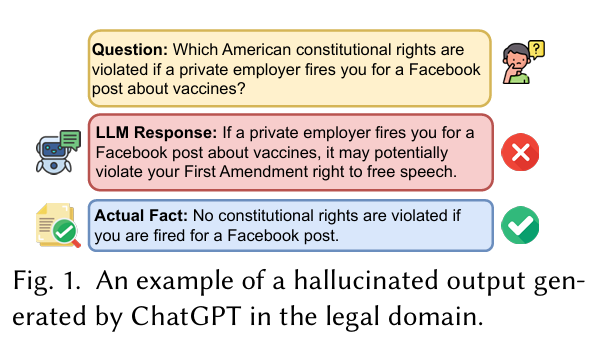 Question: Which American constitutional rights are
violated if a private employer fires you for a Facebook
post about vaccines?
?
LLM Response: If a private employer fires you for a
Facebook post about vaccines, it may potentially
violate your First Amendment right to free speech.
Actual Fact: No constitutional rights are violated if
you are fired for a Facebook post.
Fig. 1. An example of a hallucinated output gen-
erated by ChatGPT in the legal domain.